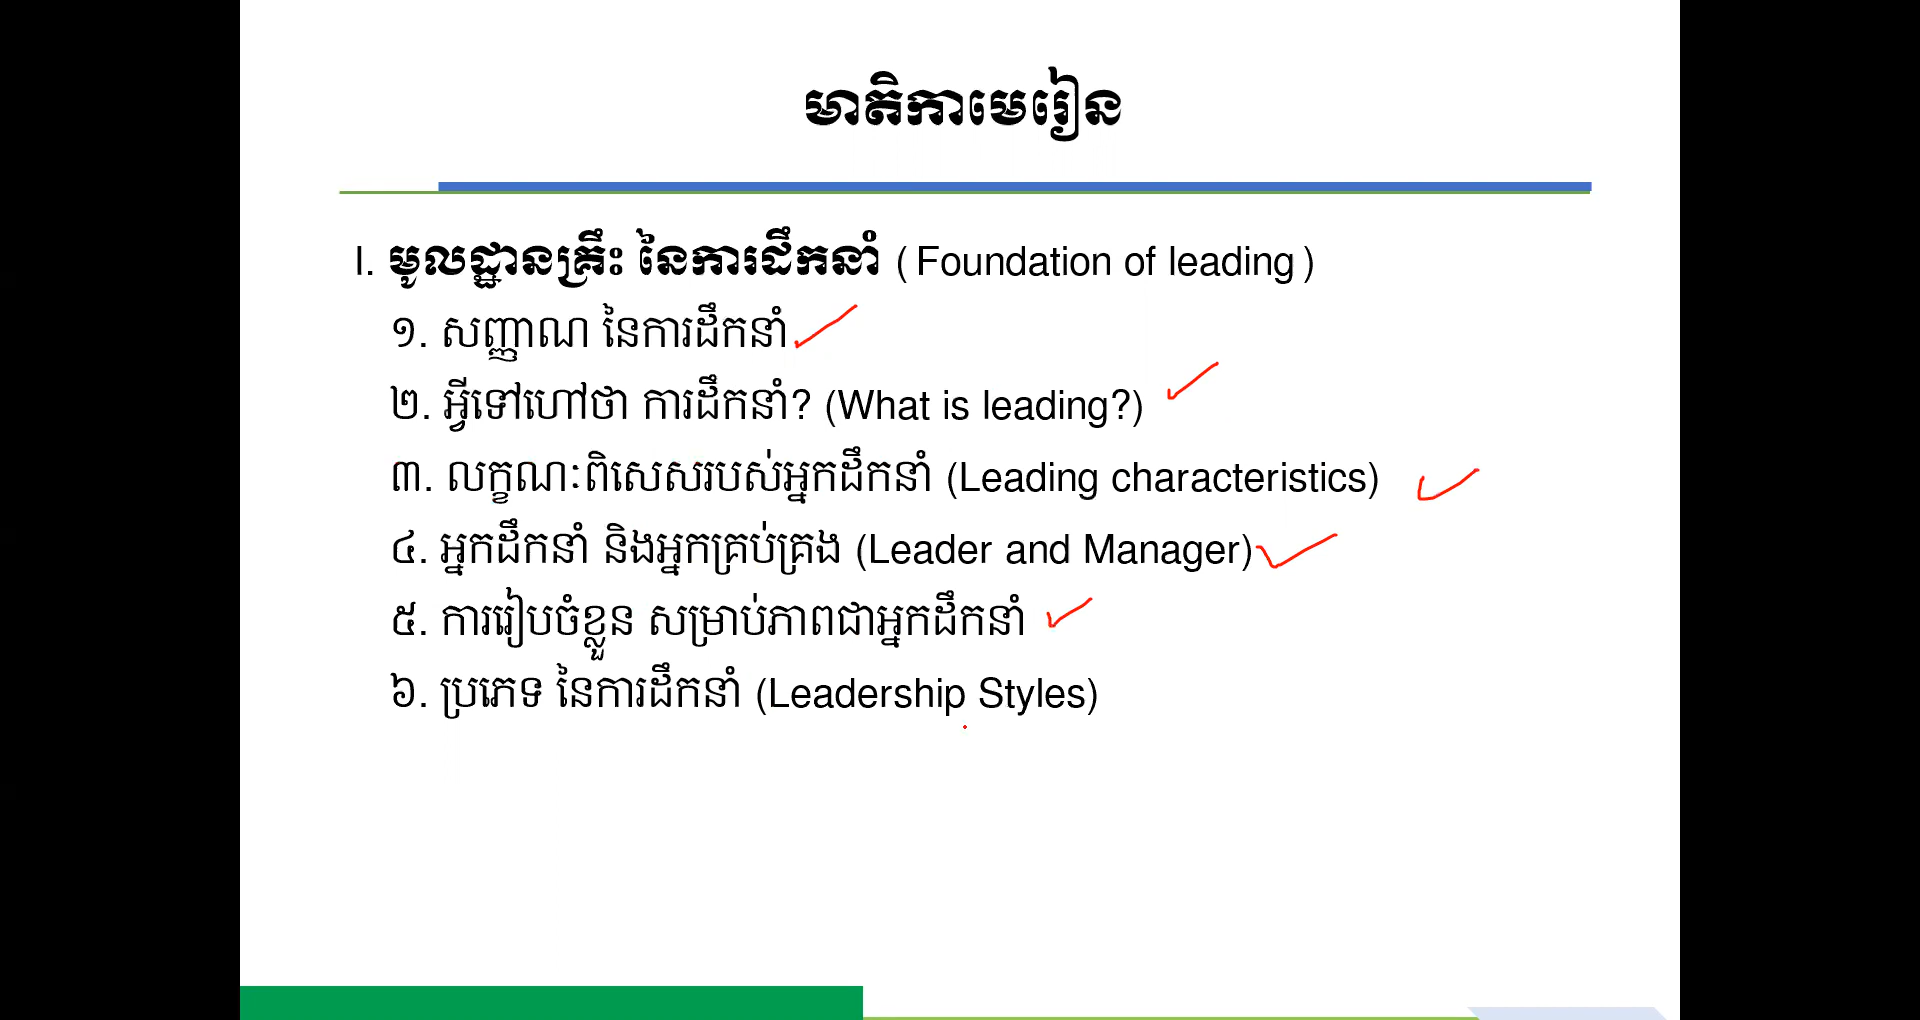 មាតិកាមេរៀន
I. មូលដ្ឋានគ្រឹះ នៃការដឹកនាំ (Foundation of leading)
១. សញ្ញាណ នៃការដឹកនាំ
២. អ្វីទៅហៅថា ការដឹកនាំ? (What is leading?)
៣. លក្ខណៈពិសេសរបស់អ្នកដឹកនាំ (Leading characteristics)
៤. អ្នកដឹកនាំ និងអ្នកគ្រប់គ្រង (Leader and Manager)
៥. ការរៀបចំខ្លួន សម្រាប់ភាពជាអ្នកដឹកនាំ
៦. ប្រភេទ នៃការដឹកនាំ (Leadership Styles)